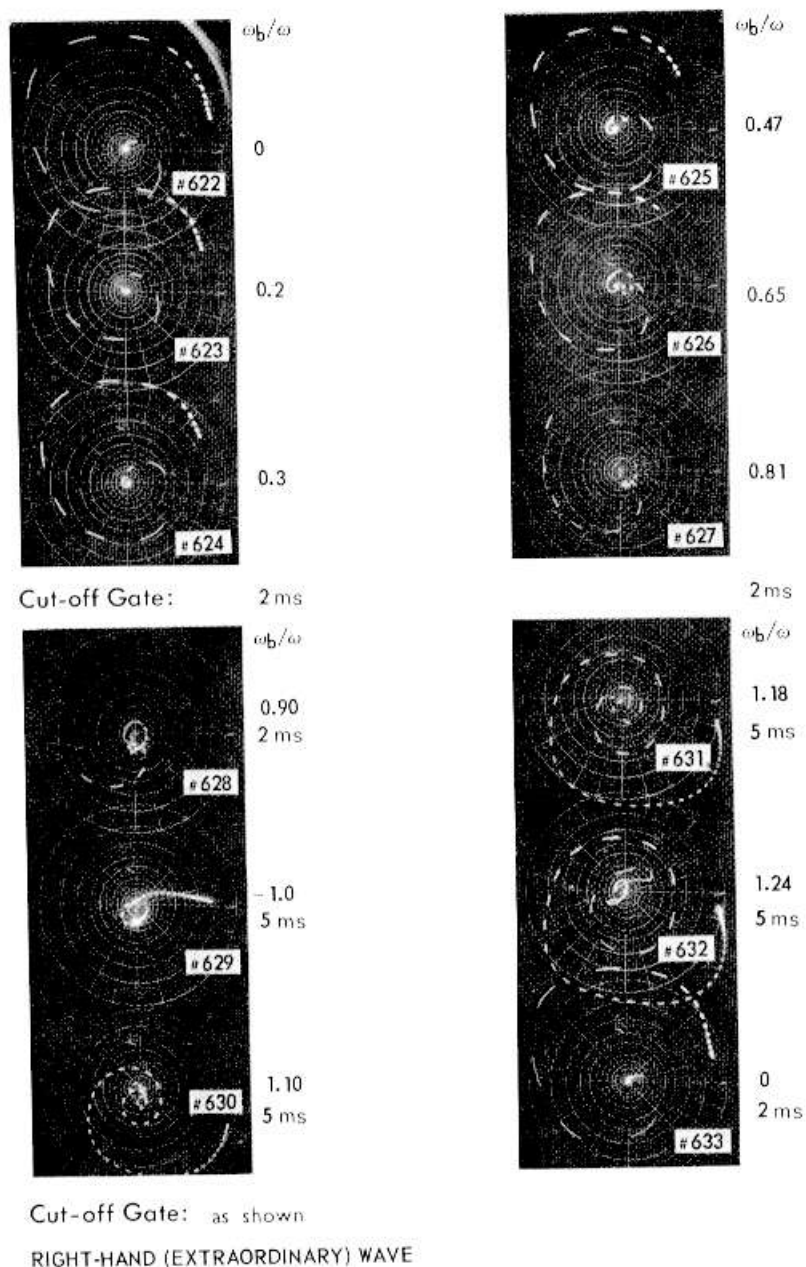 ωb/ω
0
#622
0.2
#623
0.3
#624
Cut-off Gate: 2 ms
ωb/ω
0.47
#625
0.65
#626
0.81
#627
2 ms
ωb/ω
0.90
2 ms
#628
-1.0
5 ms
#629
1.10
5 ms
#630
ωb/ω
1.18
5 ms
#631
1.24
5 ms
#632
0
2 ms
#633
Cut-off Gate: as shown
RIGHT-HAND (EXTRAORDINARY) WAVE